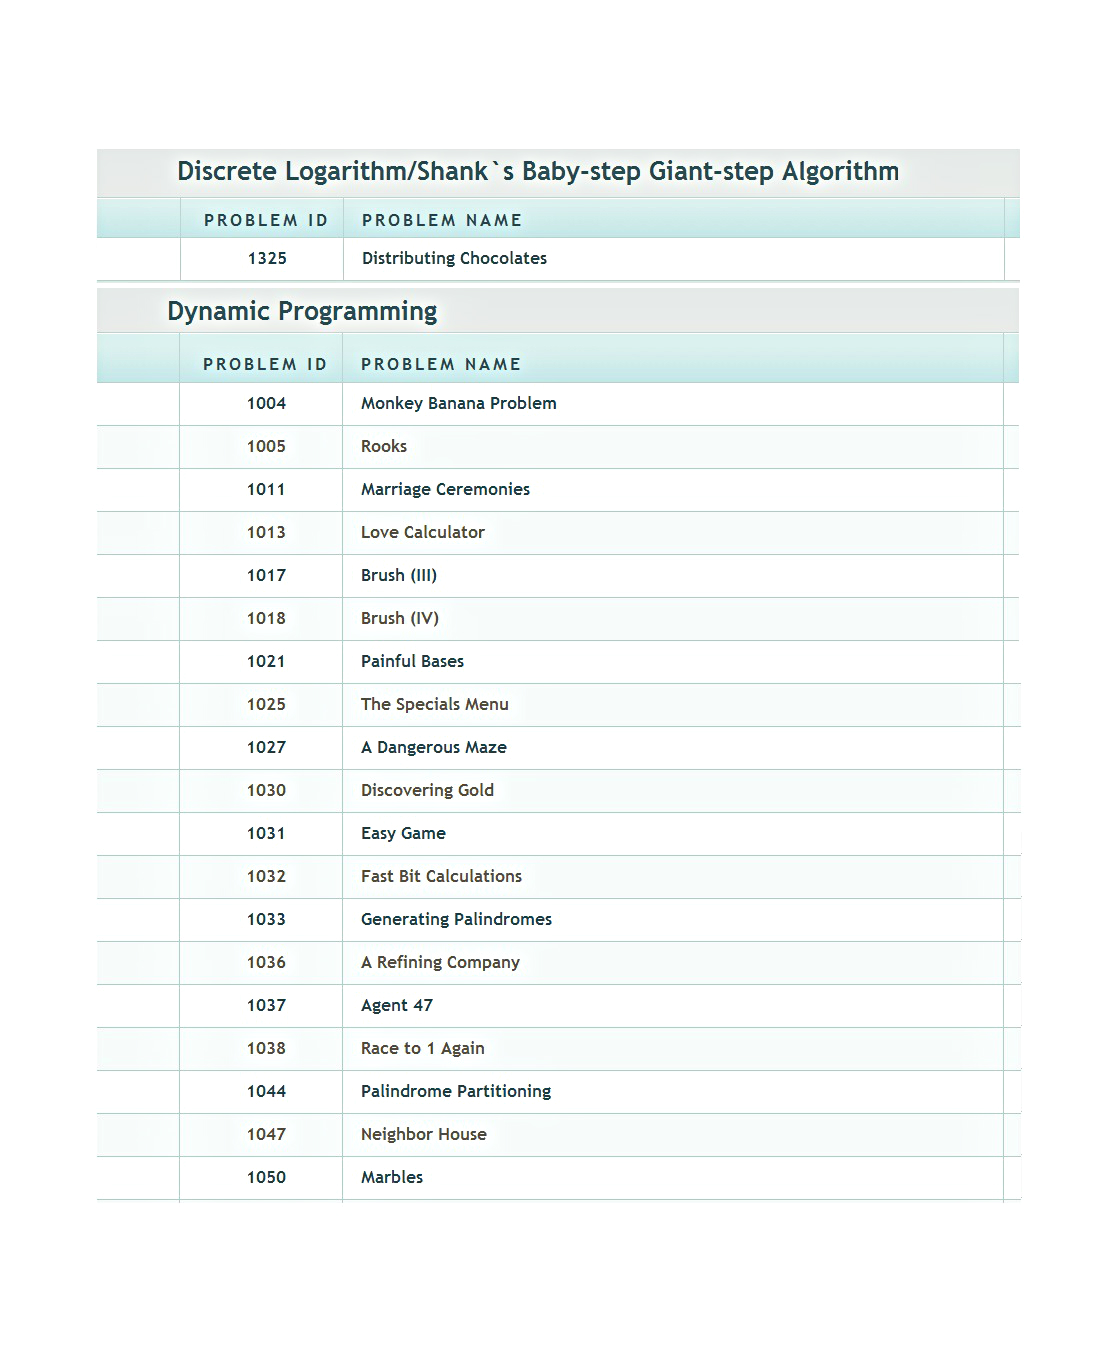 Discrete Logarithm/Shank`s Baby-step Giant-step Algorithm
PROBLEM ID PROBLEM NAME
1325 Distributing Chocolates
Dynamic Programming
PROBLEM ID PROBLEM NAME
1004 Monkey Banana Problem
1005 Rooks
1011 Marriage Ceremonies
1013 Love Calculator
1017 Brush (III)
1018 Brush (IV)
1021 Painful Bases
1025 The Specials Menu
1027 A Dangerous Maze
1030 Discovering Gold
1031 Easy Game
1032 Fast Bit Calculations
1033 Generating Palindromes
1036 A Refining Company
1037 Agent 47
1038 Race to 1 Again
1044 Palindrome Partitioning
1047 Neighbor House
1050 Marbles